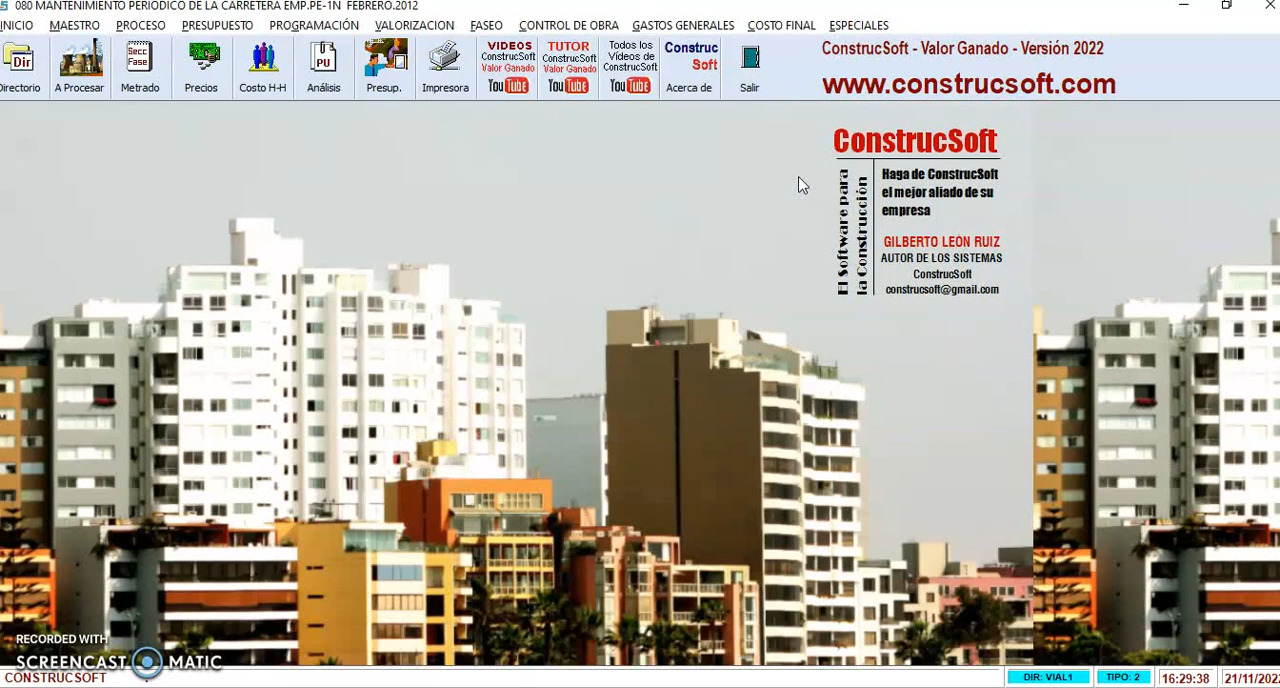 080 MANTENIMIENTO PERIODICO DE LA CARRETERA EMP.PE-1N FEBRERO.2012
INICIO MAESTRO PROCESO PRESUPUESTO PROGRAMACIÓN VALORIZACION FASEO CONTROL DE OBRA GASTOS GENERALES COSTO FINAL ESPECIALES
Dir
Directorio
A Procesar
Secc
Fase
Metrado
Precios
Costo H-H
PU
Análisis
Presup.
Impresora
VIDEOS
ConstrucSoft
Valor Ganado
YouTube
TUTOR
ConstrucSoft
Valor Ganado
YouTube
Todos los
Vídeos de
ConstrucSoft
YouTube
Construc
Soft
Acerca de
Salir
ConstrucSoft - Valor Ganado - Versión 2022
www.construcsoft.com
ConstrucSoft
El Software para
la Construcción
Haga de ConstrucSoft
el mejor aliado de su
empresa
GILBERTO LEÓN RUIZ
AUTOR DE LOS SISTEMAS
ConstrucSoft
construcsoft@gmail.com
RECORDED WITH
SCREENCAST MATIC
CONSTRUCSOFT
DIR: VIAL1 TIPO: 2 16:29:38 21/11/202